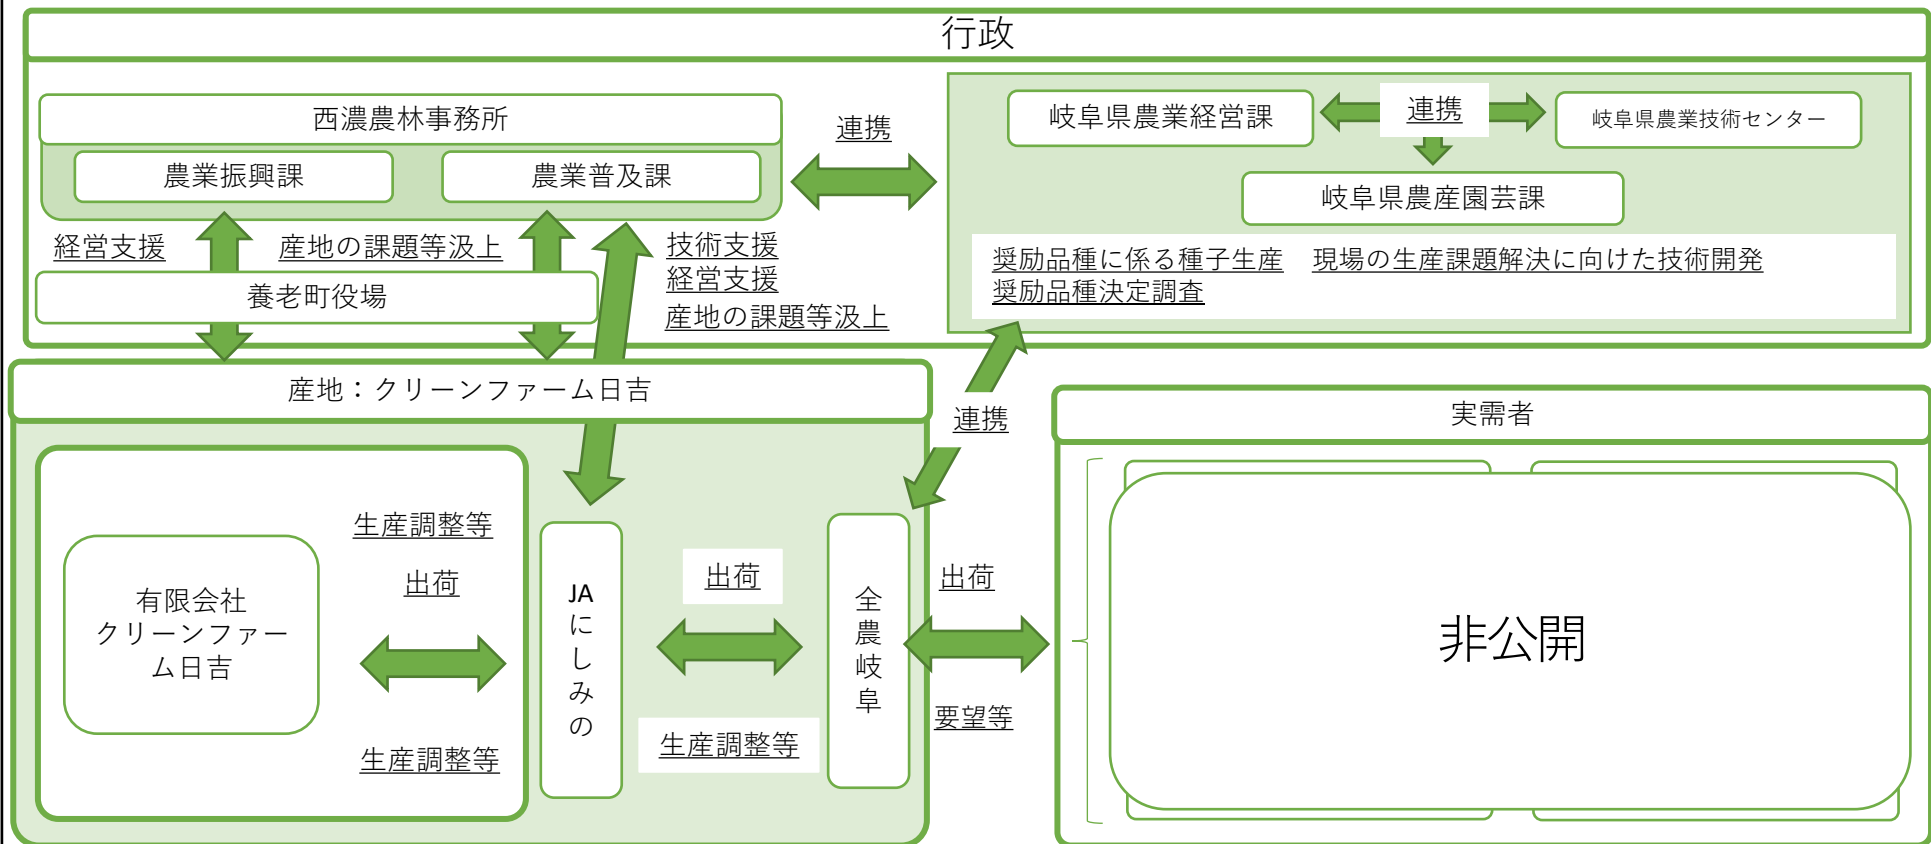 行政
西濃農林事務所
農業振興課
農業普及課
連携
岐阜県農業経営課
連携
岐阜県農業技術センター
岐阜県農産園芸課
奨励品種に係る種子生産　現場の生産課題解決に向けた技術開発
奨励品種決定調査
経営支援
産地の課題等汲上
技術支援
経営支援
産地の課題等汲上
養老町役場
産地：クリーンファーム日吉
連携
実需者
有限会社
クリーンファー
ム日吉
生産調整等
出荷
生産調整等
JAにしみの
出荷
生産調整等
全農岐阜
出荷
要望等
非公開